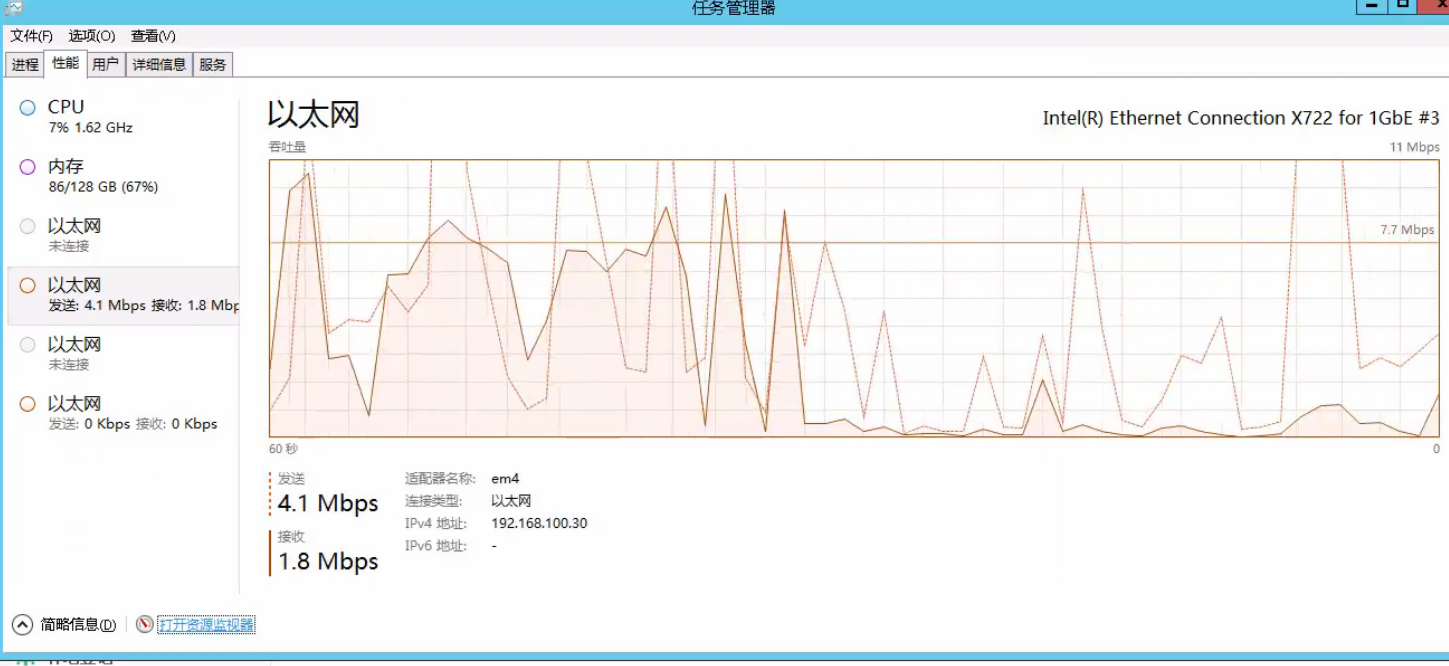 任务管理器
文件(F) 选项(O) 查看(V)
进程 性能 用户 详细信息 服务
CPU
7% 1.62 GHz
内存
86/128 GB (67%)
以太网
未连接
以太网
发送: 4.1 Mbps 接收: 1.8 Mbp
以太网
未连接
以太网
发送: 0 Kbps 接收: 0 Kbps
以太网
Intel(R) Ethernet Connection X722 for 1GbE #3
吞吐量
11 Mbps
7.7 Mbps
60 秒
0
发送
4.1 Mbps
接收
1.8 Mbps
适配器名称: em4
连接类型: 以太网
IPv4 地址: 192.168.100.30
IPv6 地址: -
简略信息(D)
打开资源监视器